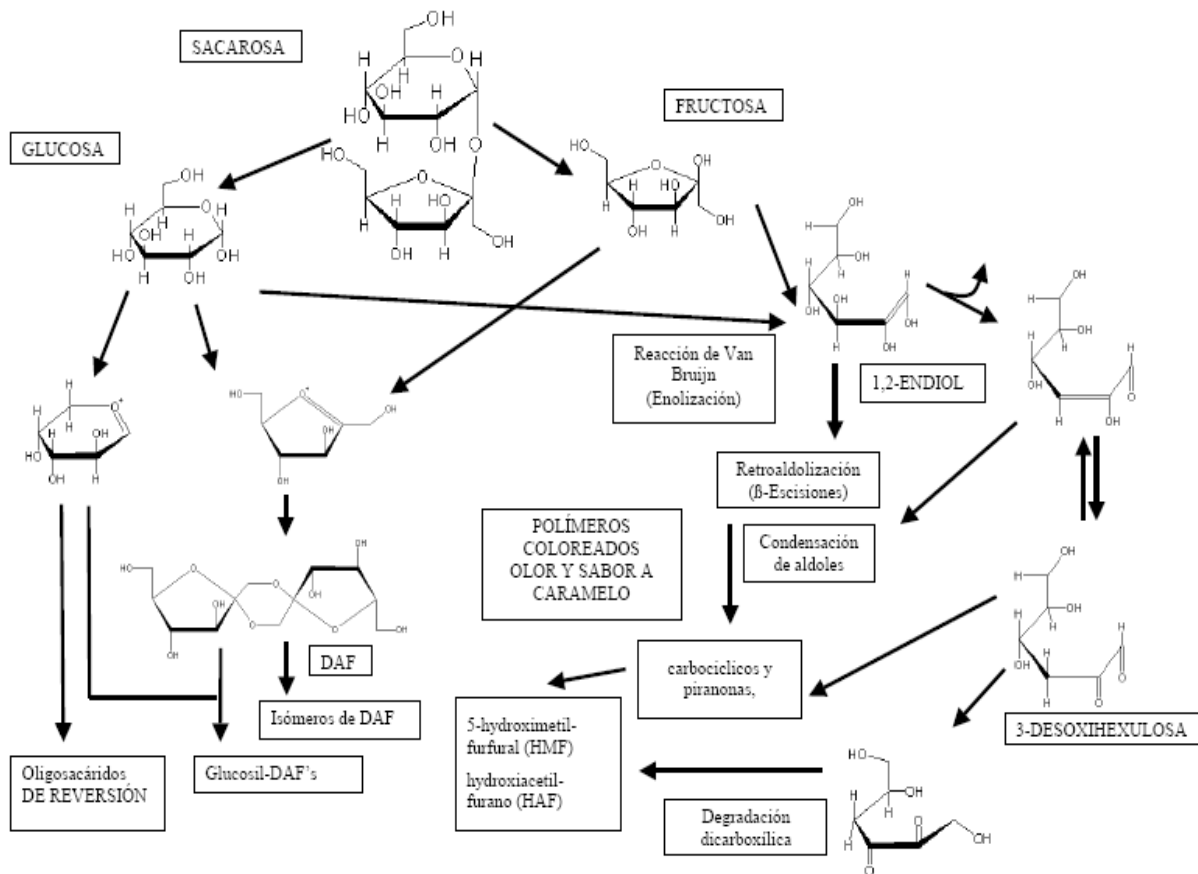 SACAROSA
FRUCTOSA
GLUCOSA
Reacción de Van
Bruijn
(Enolización)
1,2-ENDIOL
Retroaldolización
(ß-Escisiones)
POLÍMEROS
COLOREADOS
OLOR Y SABOR A
CARAMELO
Condensación
de aldoles
DAF
carbociclicos y
piranonas,
Isómeros de DAF
5-hydroximetil-
furfural (HMF)
hydroxiacetil-
furano (HAF)
3-DESOXIHEXULOSA
Oligosacáridos
DE REVERSIÓN
Glucosil-DAF's
Degradación
dicarboxílica